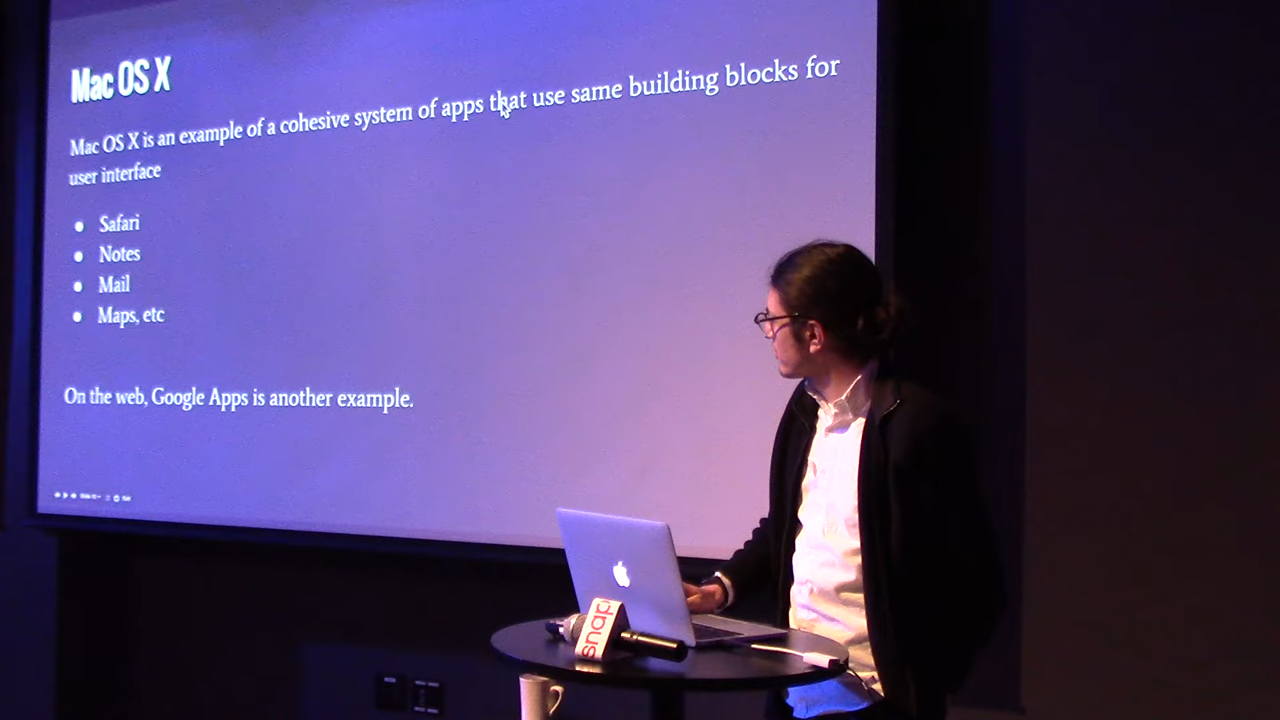 Mac OS X
Mac OS X is an example of a cohesive system of apps that use same building blocks for
user interface
● Safari
● Notes
● Mail
● Maps, etc
On the web, Google Apps is another example.
snap